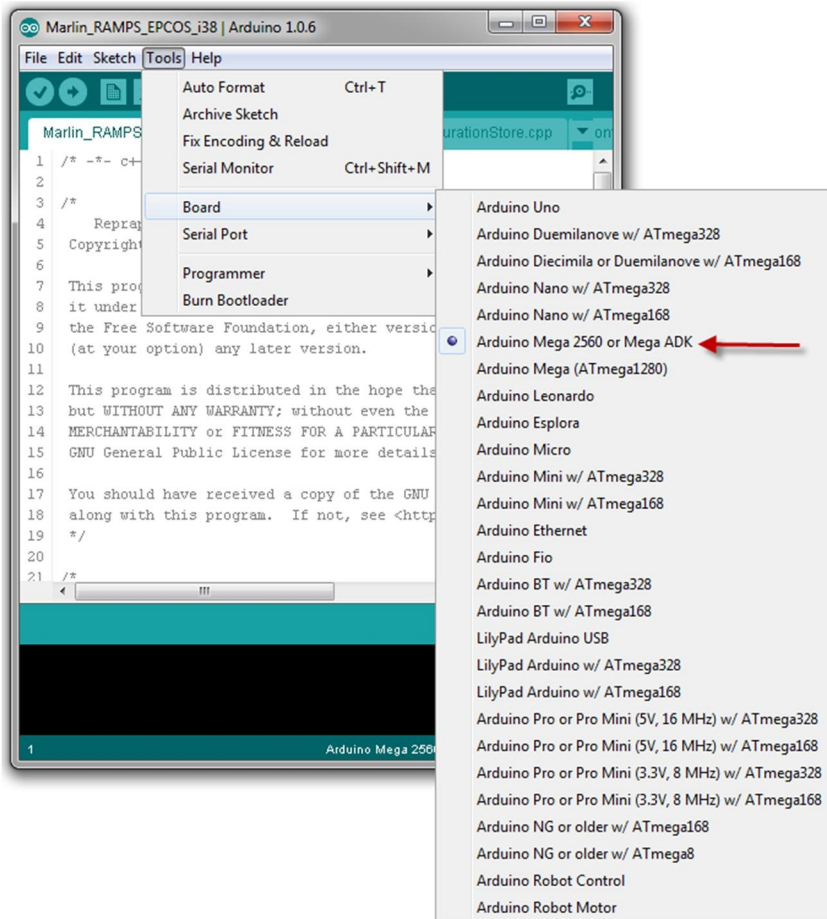 Marlin_RAMPS_EPCOS_i38 | Arduino 1.0.6
File Edit Sketch Tools Help
Auto Format Ctrl+T
Archive Sketch
Fix Encoding & Reload
Serial Monitor Ctrl+Shift+M
Board
Serial Port
Programmer
Burn Bootloader
Marlin_RAMPS urationStore.cpp on
1 /* -*- c+
2
3 /*
4 Repra
5 Copyright
6
7 This prog
8 it under
9 the Free Software Foundation, either versio
10 (at your option) any later version.
11
12 This program is distributed in the hope tha
13 but WITHOUT ANY WARRANTY; without even the
14 MERCHANTABILITY or FITNESS FOR A PARTICULAR
15 GNU General Public License for more details
16
17 You should have received a copy of the GNU
18 along with this program. If not, see <http
19 */
20
21 /*
1 Arduino Mega 256
Arduino Uno
Arduino Duemilanove w/ ATmega328
Arduino Diecimila or Duemilanove w/ ATmega168
Arduino Nano w/ ATmega328
Arduino Nano w/ ATmega168
Arduino Mega 2560 or Mega ADK
Arduino Mega (ATmega1280)
Arduino Leonardo
Arduino Esplora
Arduino Micro
Arduino Mini w/ ATmega328
Arduino Mini w/ ATmega168
Arduino Ethernet
Arduino Fio
Arduino BT w/ ATmega328
Arduino BT w/ ATmega168
LilyPad Arduino USB
LilyPad Arduino w/ ATmega328
LilyPad Arduino w/ ATmega168
Arduino Pro or Pro Mini (5V, 16 MHz) w/ ATmega328
Arduino Pro or Pro Mini (5V, 16 MHz) w/ ATmega168
Arduino Pro or Pro Mini (3.3V, 8 MHz) w/ ATmega328
Arduino Pro or Pro Mini (3.3V, 8 MHz) w/ ATmega168
Arduino NG or older w/ ATmega168
Arduino NG or older w/ ATmega8
Arduino Robot Control
Arduino Robot Motor